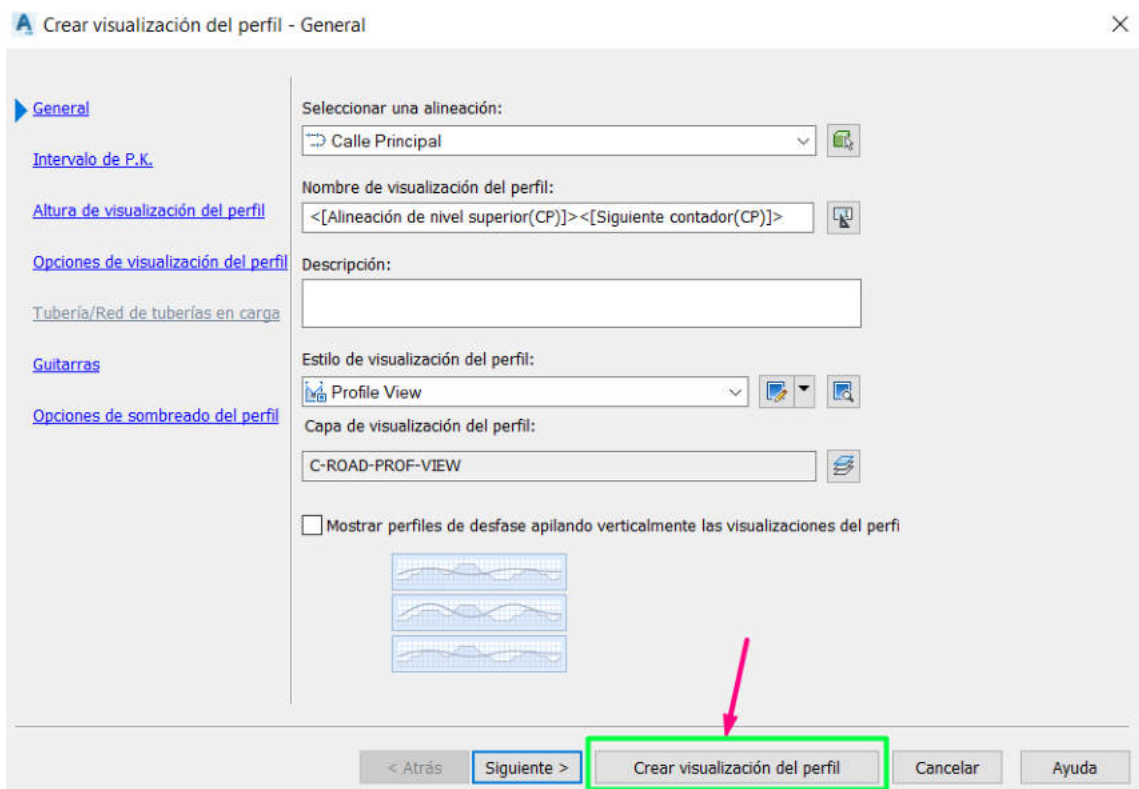 Crear visualización del perfil - General
General
Intervalo de P.K.
Altura de visualización del perfil
Opciones de visualización del perfil
Tubería/Red de tuberías en carga
Guitarras
Opciones de sombreado del perfil
Seleccionar una alineación:
Calle Principal
Nombre de visualización del perfil:
<[Alineación de nivel superior(CP)]><[Siguiente contador(CP)]>
Descripción:
Estilo de visualización del perfil:
Profile View
Capa de visualización del perfil:
C-ROAD-PROF-VIEW
Mostrar perfiles de desfase apilando verticalmente las visualizaciones del perfi
< Atrás
Siguiente >
Crear visualización del perfil
Cancelar
Ayuda